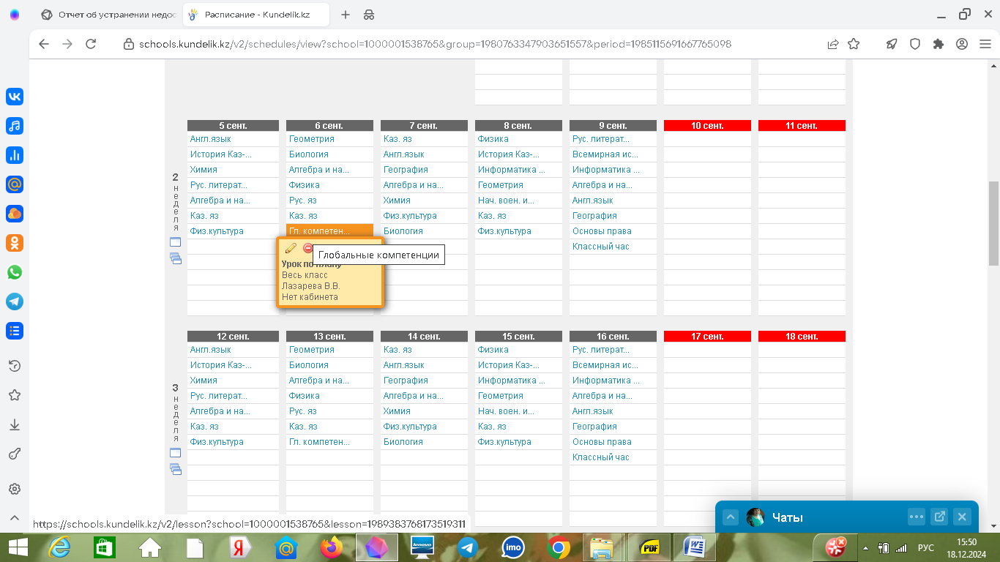 Отчет об устранении недос
Расписание - Kundelik.kz
schools.kundelik.kz/v2/schedules/view?school=1000001538765&group=1980763347903651557&period=1985115691667765098
5 сент.
6 сент.
7 сент.
8 сент.
9 сент.
10 сент.
11 сент.
2 неделя
Англ.язык
Геометрия
Каз. яз
Физика
Рус. литерат...
История Каз-...
Биология
Англ.язык
История Каз-...
Всемирная ис...
Химия
Алгебра и на...
География
Информатика ...
Информатика ...
Рус. литерат...
Физика
Алгебра и на...
Геометрия
Алгебра и на...
Алгебра и на...
Рус. яз
Химия
Нач. воен. и...
Англ.язык
Каз. яз
Каз. яз
Физ.культура
Каз. яз
География
Физ.культура
Гл. компетен...
Биология
Физ.культура
Основы права
Классный час
Глобальные компетенции
Урок по плану
Весь класс
Лазарева В.В.
Нет кабинета
12 сент.
13 сент.
14 сент.
15 сент.
16 сент.
17 сент.
18 сент.
3 неделя
Англ.язык
Геометрия
Каз. яз
Физика
Рус. литерат...
История Каз-...
Биология
Англ.язык
История Каз-...
Всемирная ис...
Химия
Алгебра и на...
География
Информатика ...
Информатика ...
Рус. литерат...
Физика
Алгебра и на...
Геометрия
Алгебра и на...
Алгебра и на...
Рус. яз
Химия
Нач. воен. и...
Англ.язык
Каз. яз
Каз. яз
Физ.культура
Каз. яз
География
Физ.культура
Гл. компетен...
Биология
Физ.культура
Основы права
Классный час
Чаты
https://schools.kundelik.kz/v2/lesson?school=1000001538765&lesson=1989383768173519311
Я
lenovo
imo
PDF
W
РУС
15:50
18.12.2024